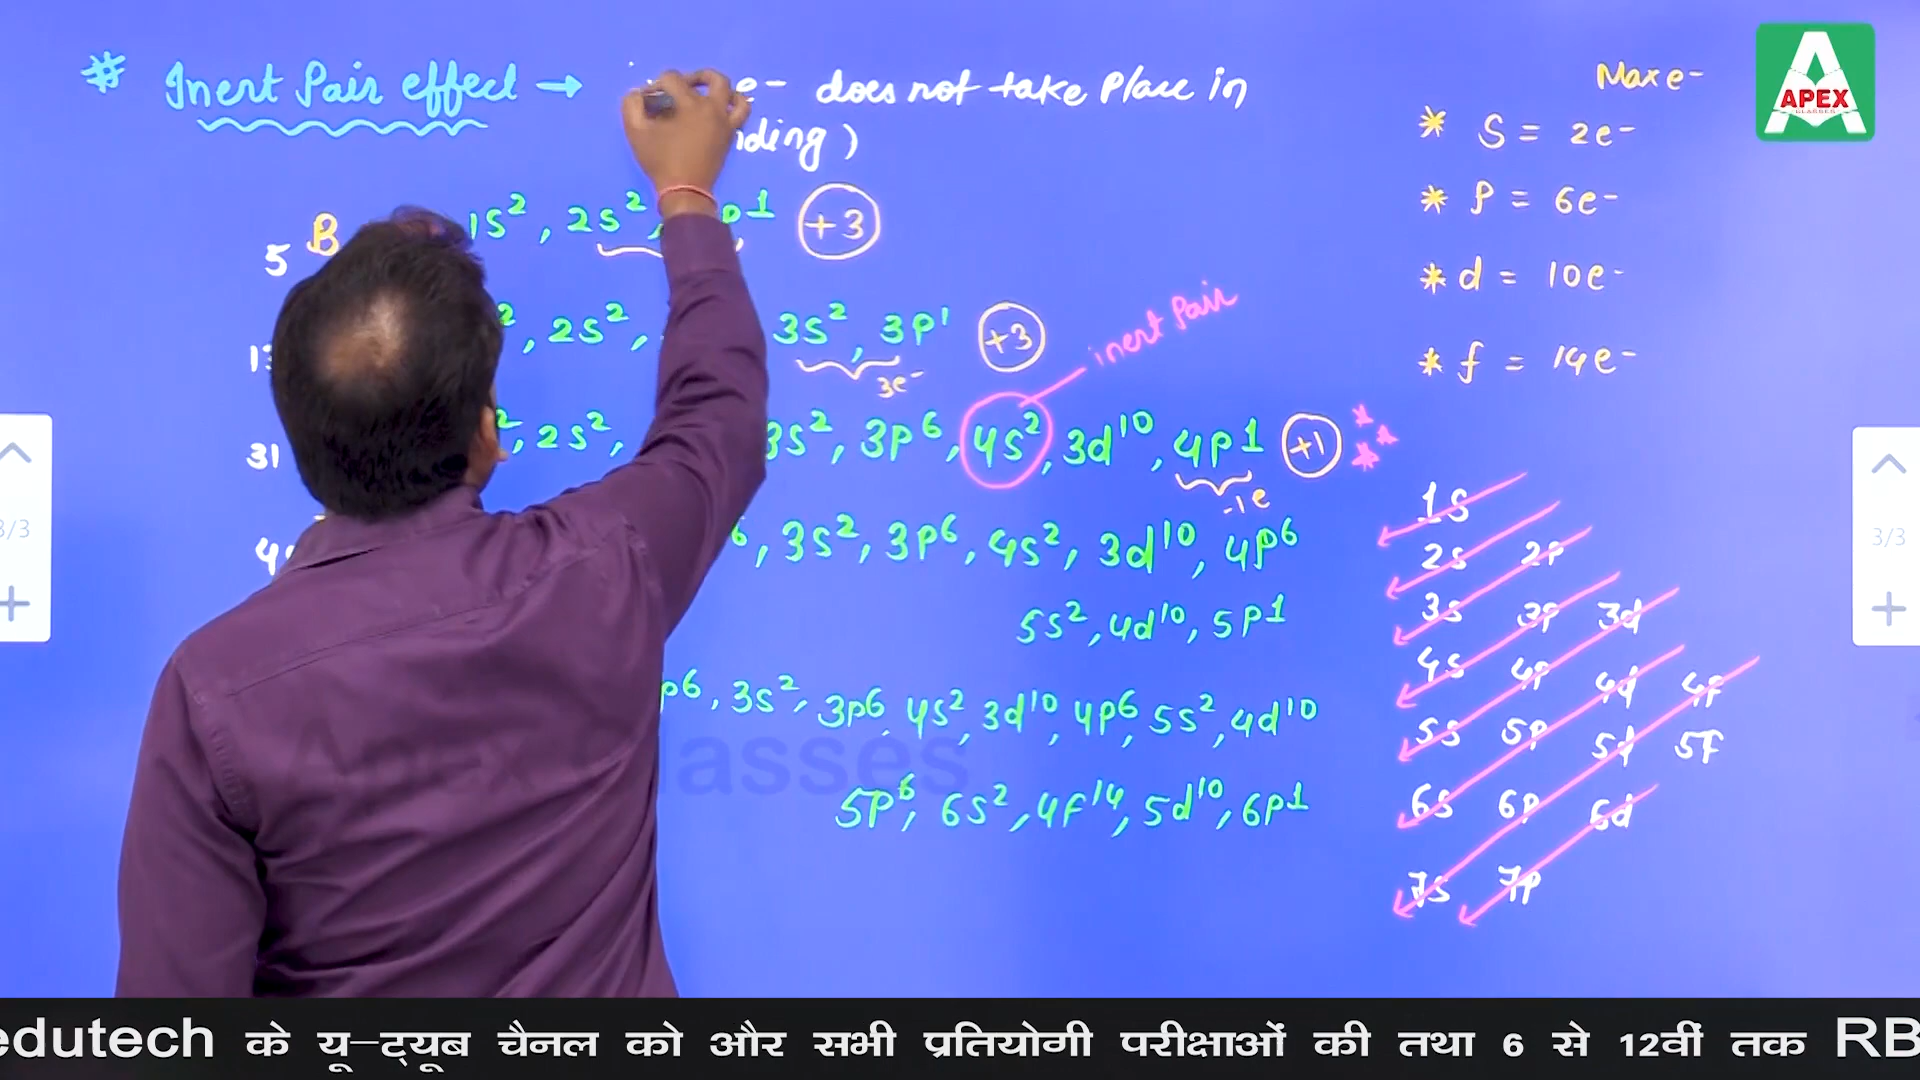 # Inert Pair effect → e- does not take Place in
nding )
5 B 1s², 2s², p1 +3
, 2s², 3s², 3p¹ +3
3e-
inert Pair
31 , 2s², 3s², 3p⁶, 4s², 3d¹⁰, 4p1 +1
-1e
, 3s², 3p⁶, 4s², 3d¹⁰, 4p⁶
5s², 4d¹⁰, 5p1
p6, 3s², 3p6, 4s², 3d¹⁰, 4p6, 5s², 4d¹⁰
5p⁶, 6s², 4f¹⁴, 5d¹⁰, 6p1
Max e-
* S = 2e-
* P = 6e-
* d = 10e-
* f = 14e-
1s
2s 2p
3s 3p 3d
4s 4p 4d 4f
5s 5p 5d 5f
6s 6p 6d
7s 7p
APEX
CLASSES
3/3
3/3
Apex Classes
edutech के यू-ट्यूब चैनल को और सभी प्रतियोगी परीक्षाओं की तथा 6 से 12वीं तक RB